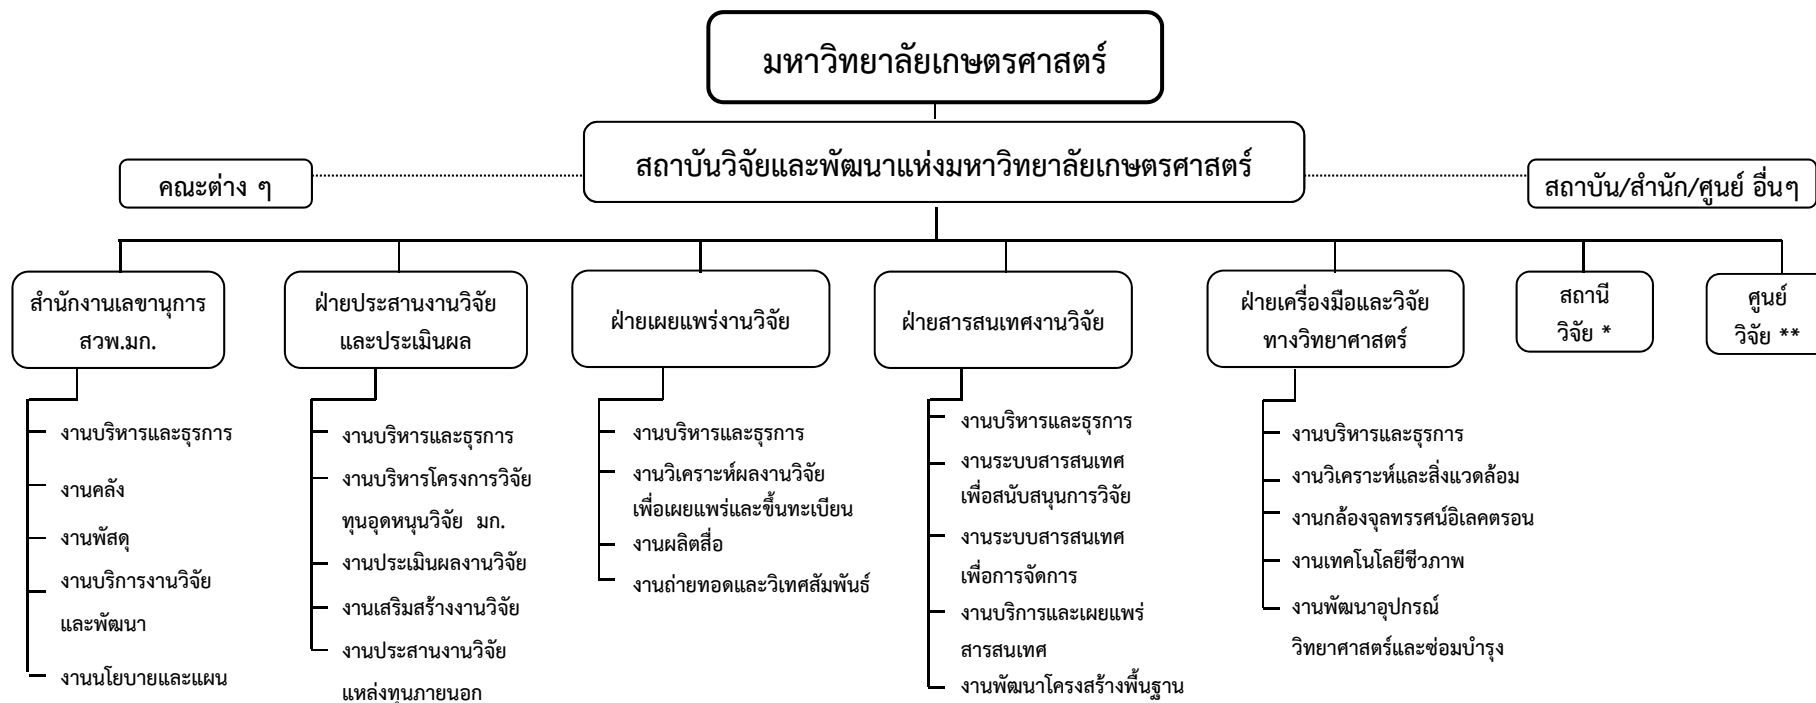 มหาวิทยาลัยเกษตรศาสตร์
สถาบันวิจัยและพัฒนาแห่งมหาวิทยาลัยเกษตรศาสตร์
คณะต่าง ๆ
สถาบัน/สำนัก/ศูนย์ อื่นๆ
สำนักงานเลขานุการ
สวพ.มก.
ฝ่ายประสานงานวิจัย
และประเมินผล
ฝ่ายเผยแพร่งานวิจัย
ฝ่ายสารสนเทศงานวิจัย
ฝ่ายเครื่องมือและวิจัย
ทางวิทยาศาสตร์
สถานี
วิจัย *
ศูนย์
วิจัย **
งานบริหารและธุรการ
งานคลัง
งานพัสดุ
งานบริการงานวิจัย
และพัฒนา
งานนโยบายและแผน
งานบริหารและธุรการ
งานบริหารโครงการวิจัย
ทุนอุดหนุนวิจัย มก.
งานประเมินผลงานวิจัย
งานเสริมสร้างงานวิจัย
งานประสานงานวิจัย
แหล่งทุนภายนอก
งานบริหารและธุรการ
งานวิเคราะห์ผลงานวิจัย
เพื่อเผยแพร่และขึ้นทะเบียน
งานผลิตสื่อ
งานถ่ายทอดและวิเทศสัมพันธ์
งานบริหารและธุรการ
งานระบบสารสนเทศ
เพื่อสนับสนุนการวิจัย
งานระบบสารสนเทศ
เพื่อการจัดการ
งานบริการและเผยแพร่
สารสนเทศ
งานพัฒนาโครงสร้างพื้นฐาน
งานบริหารและธุรการ
งานวิเคราะห์และสิ่งแวดล้อม
งานกล้องจุลทรรศน์อิเลคตรอน
งานเทคโนโลยีชีวภาพ
งานพัฒนาอุปกรณ์
วิทยาศาสตร์และซ่อมบำรุง